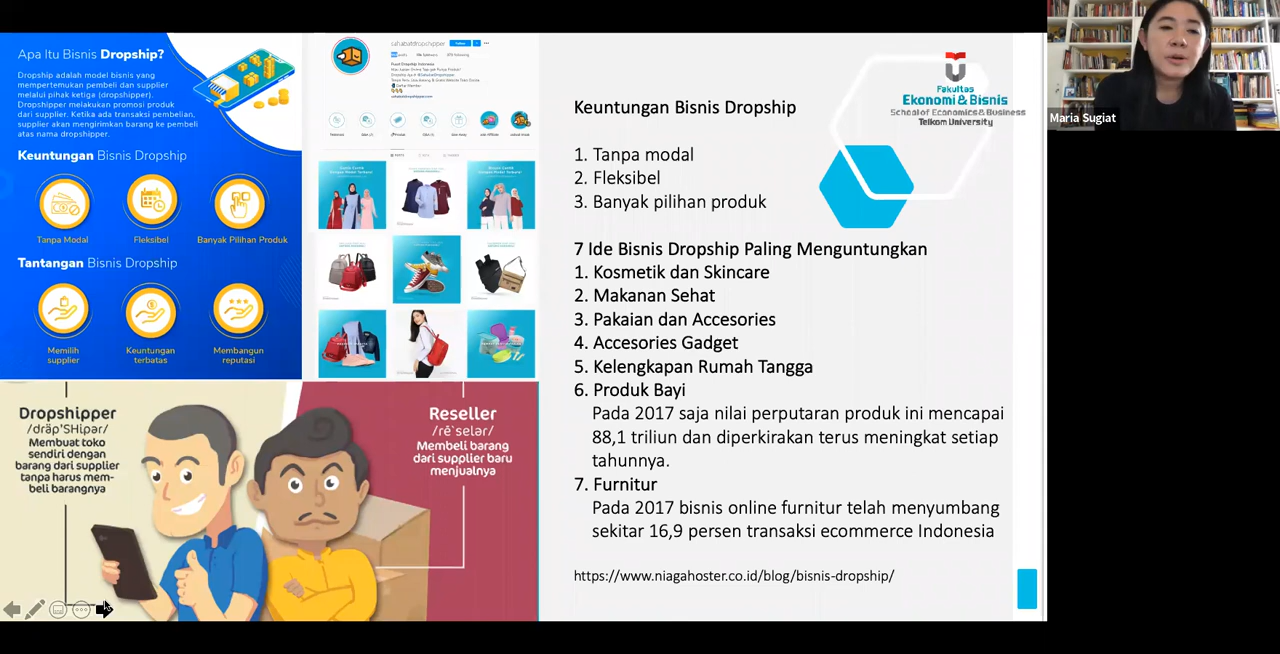 Apa Itu Bisnis Dropship?
Dropship adalah model bisnis yang
mempertemukan pembeli dan supplier
melalui pihak ketiga (dropshipper).
Dropshipper melakukan promosi produk
dari supplier. Ketika ada transaksi pembelian,
supplier akan mengirimkan barang ke pembeli
atas nama dropshipper.
Keuntungan Bisnis Dropship
Tanpa Modal
Fleksibel
Banyak Pilihan Produk
Tantangan Bisnis Dropship
Memilih
supplier
Keuntungan
terbatas
Membangun
reputasi
sahabatdropshipper
Dropshipper
/dräp'SHipər/
Membuat toko
sendiri dengan
barang dari supplier
tanpa harus mem-
beli barangnya
Reseller
/rē`selər/
Membeli barang
dari supplier baru
menjualnya
Keuntungan Bisnis Dropship
1. Tanpa modal
2. Fleksibel
3. Banyak pilihan produk
7 Ide Bisnis Dropship Paling Menguntungkan
1. Kosmetik dan Skincare
2. Makanan Sehat
3. Pakaian dan Accesories
4. Accesories Gadget
5. Kelengkapan Rumah Tangga
6. Produk Bayi
Pada 2017 saja nilai perputaran produk ini mencapai
88,1 triliun dan diperkirakan terus meningkat setiap
tahunnya.
7. Furnitur
Pada 2017 bisnis online furnitur telah menyumbang
sekitar 16,9 persen transaksi ecommerce Indonesia
https://www.niagahoster.co.id/blog/bisnis-dropship/
Fakultas
Ekonomi & Bisnis
School of Economics & Business
Telkom University
Maria Sugiat